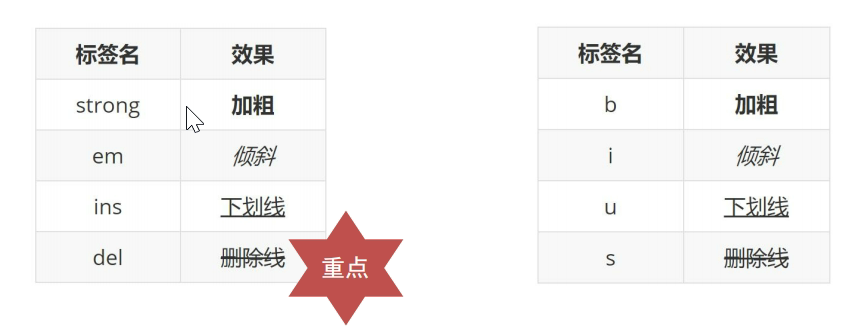 标签名 效果
strong 加粗
em 倾斜
ins 下划线
del 删除线
重点
标签名 效果
b 加粗
i 倾斜
u 下划线
s 删除线